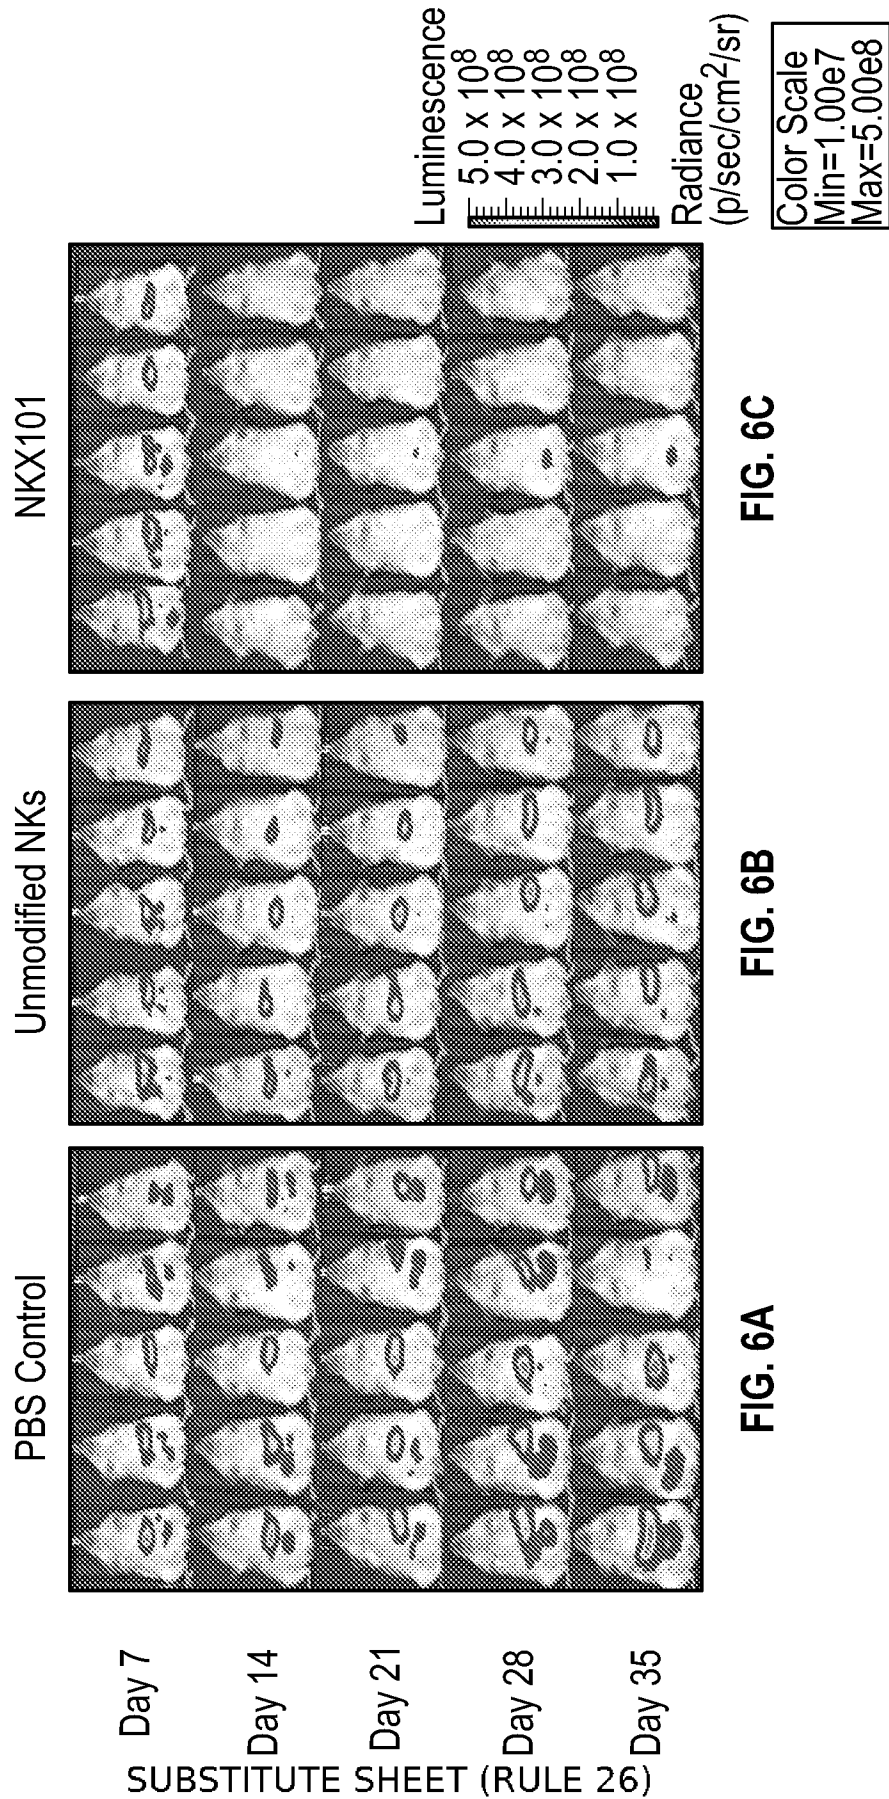 PBS Control
Unmodified NKs
NKX101
Day 7
Day 14
Day 21
Day 28
Day 35
Luminescence
5.0 x 10⁸
4.0 x 10⁸
3.0 x 10⁸
2.0 x 10⁸
1.0 x 10⁸
Radiance
(p/sec/cm²/sr)
Color Scale
Min=1.00e7
Max=5.00e8
FIG. 6A
FIG. 6B
FIG. 6C
SUBSTITUTE SHEET (RULE 26)